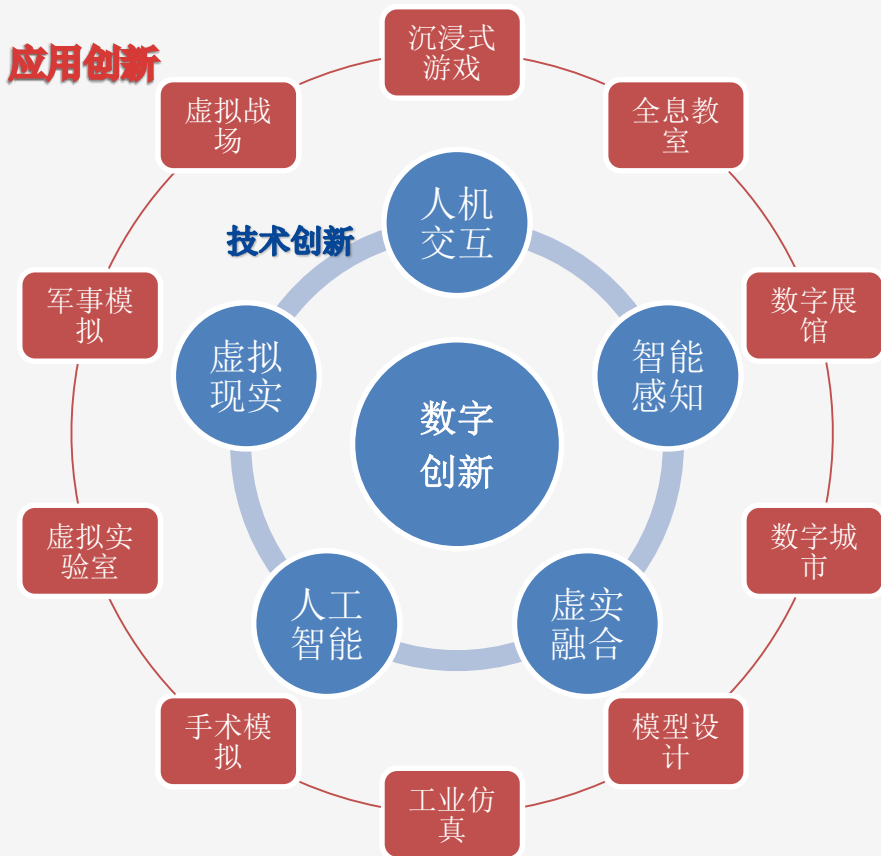 应用创新
沉浸式
游戏
虚拟战
场
全息教
室
技术创新
人机
交互
军事模
拟
数字展
馆
虚拟
现实
智能
感知
数字
创新
虚拟实
验室
数字城
市
人工
智能
虚实
融合
手术模
拟
模型设
计
工业仿
真